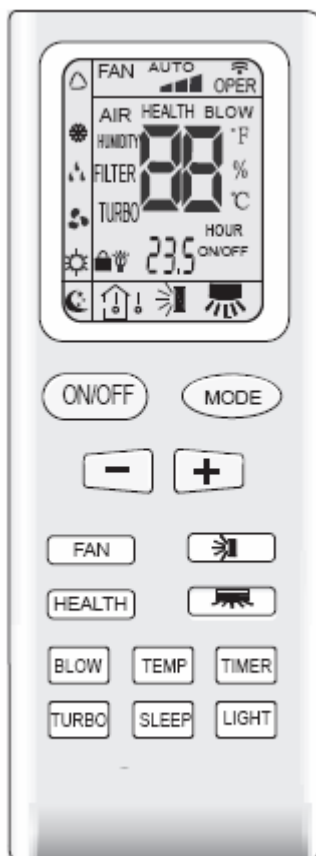 FAN AUTO OPER
AIR HEALTH BLOW
HUMIDITY 88 °F
FILTER %
TURBO °C
HOUR
23.5 ON/OFF
ON/OFF MODE
- +
FAN
HEALTH
BLOW TEMP TIMER
TURBO SLEEP LIGHT